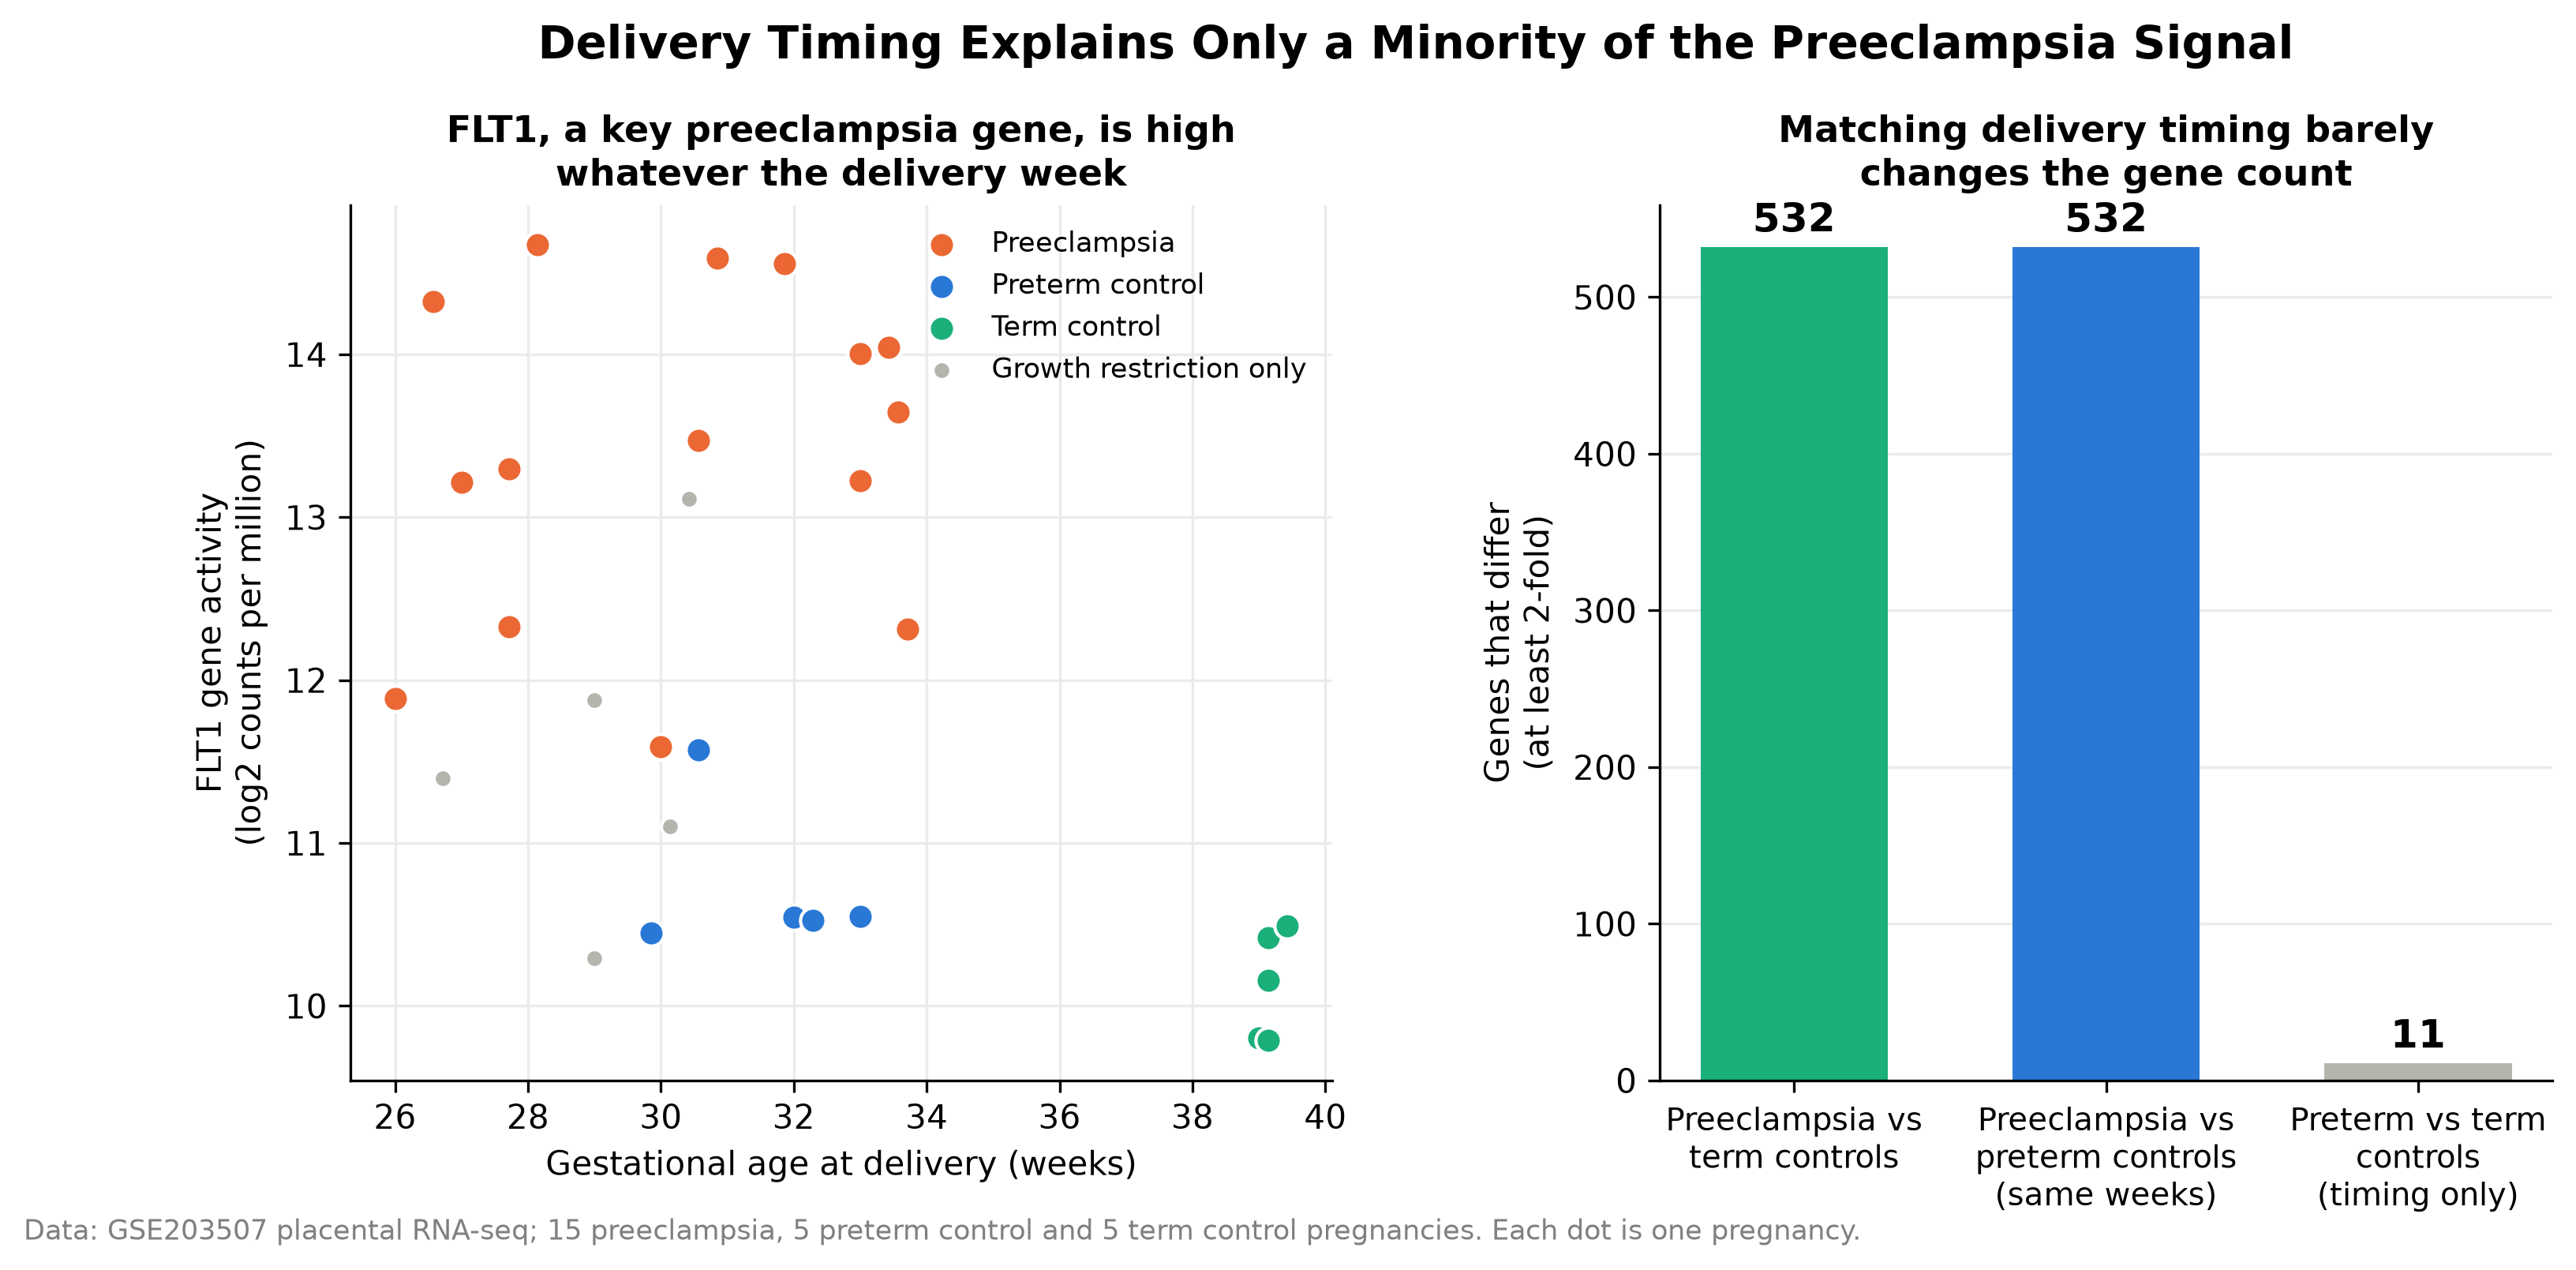 Delivery Timing Explains Only a Minority of the Preeclampsia Signal
FLT1, a key preeclampsia gene, is high
whatever the delivery week
FLT1 gene activity
(log2 counts per million)
14
13
12
11
10
Preeclampsia
Preterm control
Term control
Growth restriction only
26 28 30 32 34 36 38 40
Gestational age at delivery (weeks)
Matching delivery timing barely
changes the gene count
Genes that differ
(at least 2-fold)
500
400
300
200
100
0
532 532 11
Preeclampsia vs
term controls
Preeclampsia vs
preterm controls
(same weeks)
Preterm vs term
controls
(timing only)
Data: GSE203507 placental RNA-seq; 15 preeclampsia, 5 preterm control and 5 term control pregnancies. Each dot is one pregnancy.